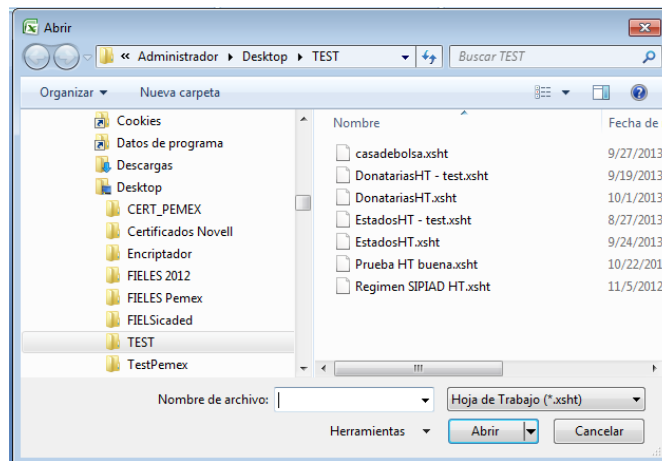 Abrir
« Administrador ▸ Desktop ▸ TEST
Buscar TEST
Organizar
Nueva carpeta
Cookies
Datos de programa
Descargas
Desktop
CERT_PEMEX
Certificados Novell
Encriptador
FIELES 2012
FIELES Pemex
FIELSicaded
TEST
TestPemex
Nombre Fecha de
casadebolsa.xsht 9/27/2013
DonatariasHT - test.xsht 9/19/2013
DonatariasHT.xsht 10/1/2013
EstadosHT - test.xsht 8/27/2013
EstadosHT.xsht 9/24/2013
Prueba HT buena.xsht 10/22/201
Regimen SIPIAD HT.xsht 11/5/2012
Nombre de archivo:
Hoja de Trabajo (*.xsht)
Herramientas
Abrir
Cancelar